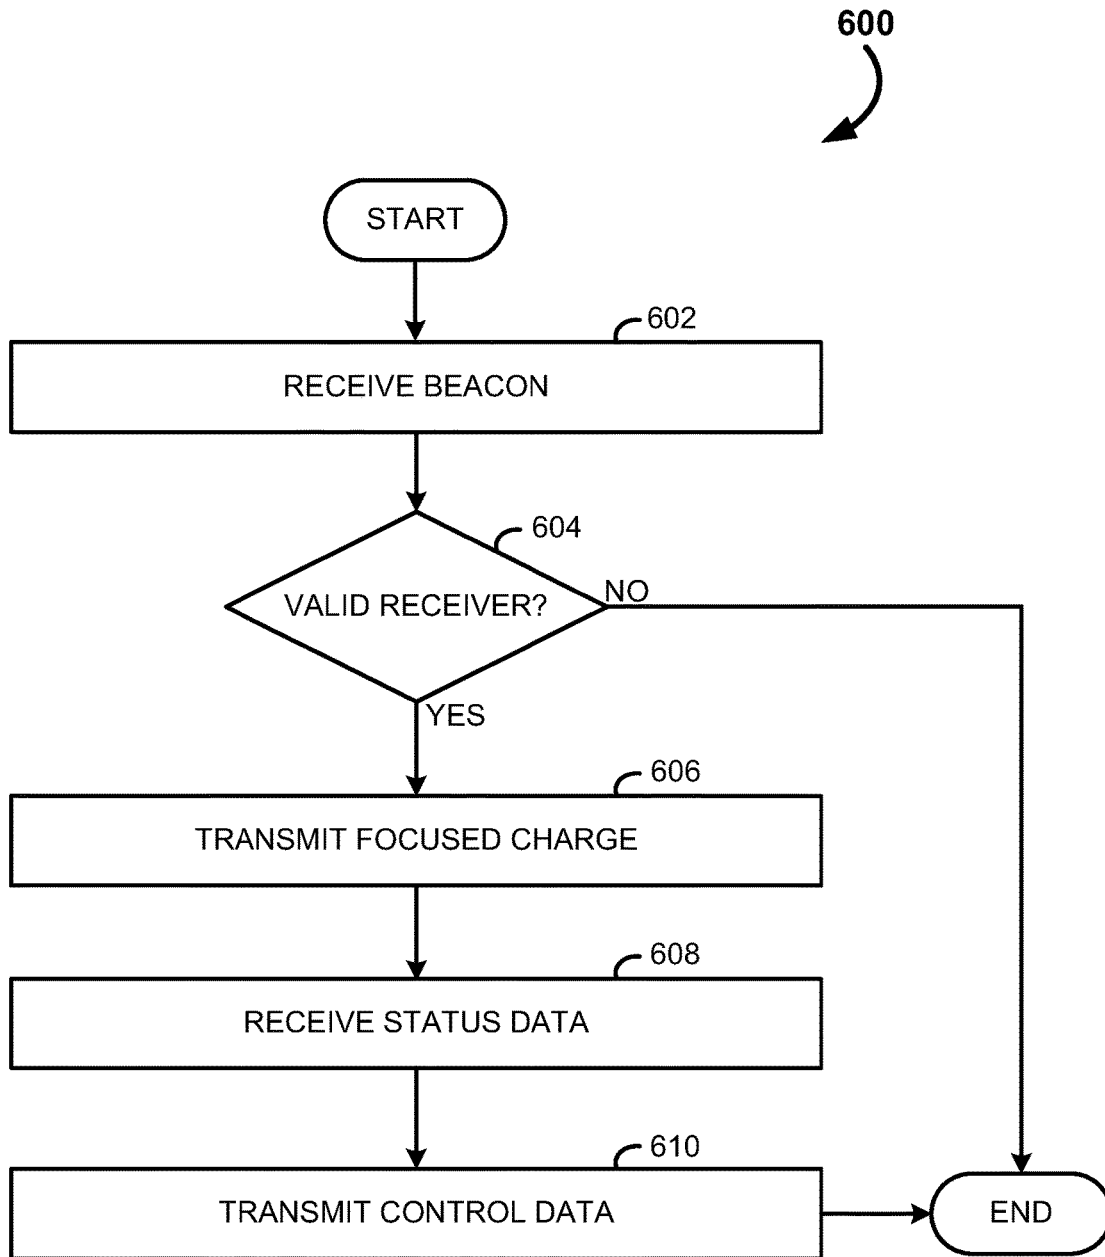 600
START
602
RECEIVE BEACON
604
VALID RECEIVER?
NO
YES
606
TRANSMIT FOCUSED CHARGE
608
RECEIVE STATUS DATA
610
TRANSMIT CONTROL DATA
END